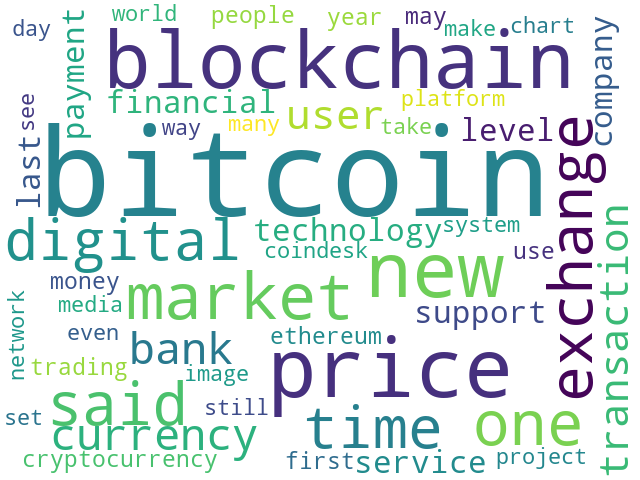 world
people
year
may
day
make
chart
blockchain
payment
company
financial
platform
see
user
way
many
take
level
last
bitcoin
exchange
digital
technology
system
coindesk
use
new
money
market
media
support
transaction
network
even
bank
ethereum
price
trading
image
said
still
time
one
set
currency
cryptocurrency
first
service
project